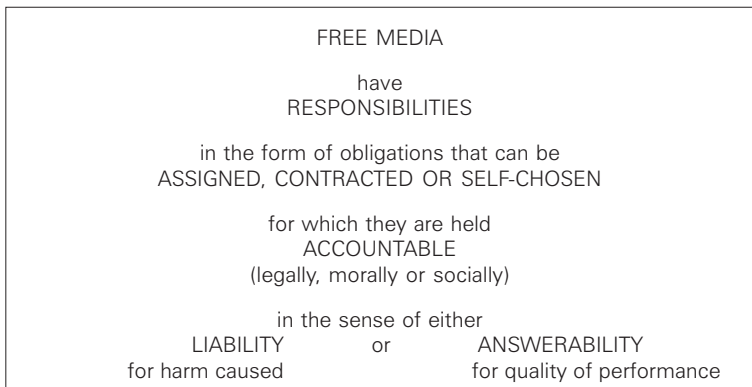 FREE MEDIA
have
RESPONSIBILITIES
in the form of obligations that can be
ASSIGNED, CONTRACTED OR SELF-CHOSEN
for which they are held
ACCOUNTABLE
(legally, morally or socially)
in the sense of either
LIABILITY or ANSWERABILITY
for harm caused for quality of performance